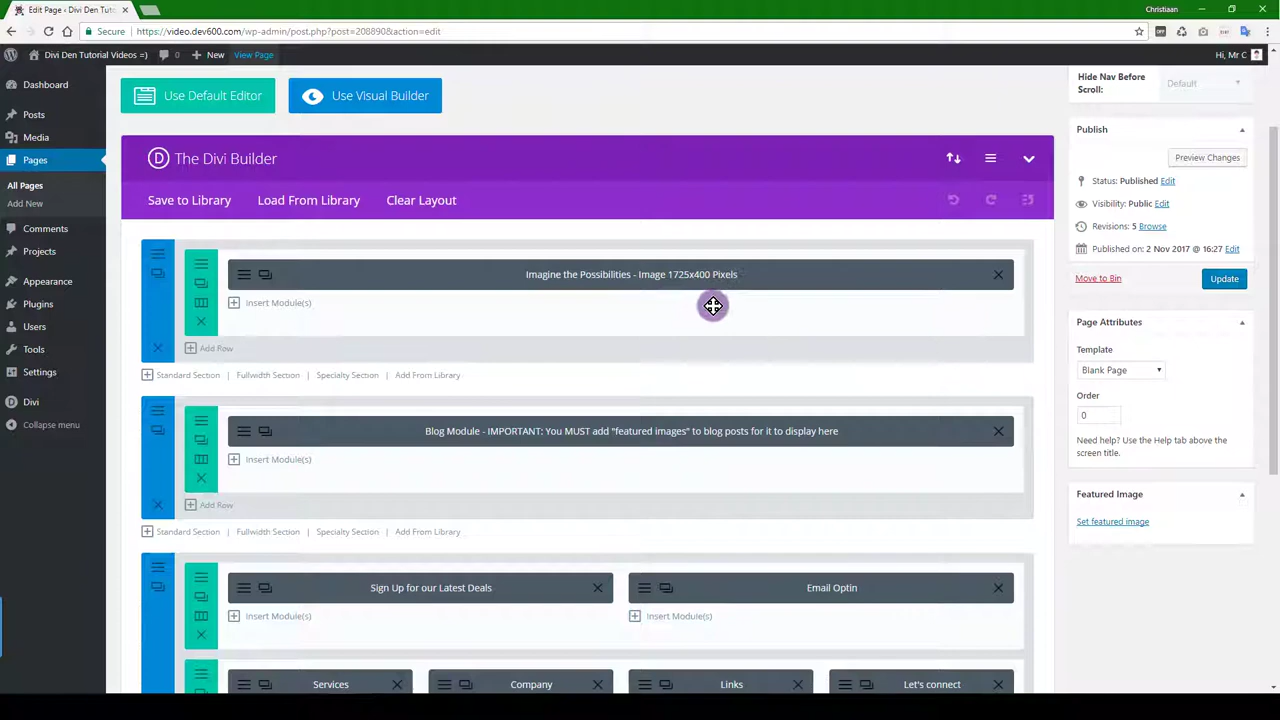 Edit Page ‹ Divi Den Tut
Christiaan
Secure https://video.dev600.com/wp-admin/post.php?post=208890&action=edit
Divi Den Tutorial Videos =) 0 New View Page Hi, Mr C
Dashboard
Posts
Media
Pages
All Pages
Add New
Comments
Projects
Appearance
Plugins
Users
Tools
Settings
Divi
Collapse menu
Use Default Editor Use Visual Builder
D The Divi Builder
Save to Library Load From Library Clear Layout
Imagine the Possibilities - Image 1725x400 Pixels
Insert Module(s)
Add Row
Standard Section | Fullwidth Section | Specialty Section | Add From Library
Blog Module - IMPORTANT: You MUST add "featured images" to blog posts for it to display here
Insert Module(s)
Add Row
Standard Section | Fullwidth Section | Specialty Section | Add From Library
Sign Up for our Latest Deals Email Optin
Insert Module(s) Insert Module(s)
Services Company Links Let's connect
Hide Nav Before
Scroll:
Default
Publish
Preview Changes
Status: Published Edit
Visibility: Public Edit
Revisions: 5 Browse
Published on: 2 Nov 2017 @ 16:27 Edit
Move to Bin Update
Page Attributes
Template
Blank Page
Order
0
Need help? Use the Help tab above the
screen title.
Featured Image
Set featured image